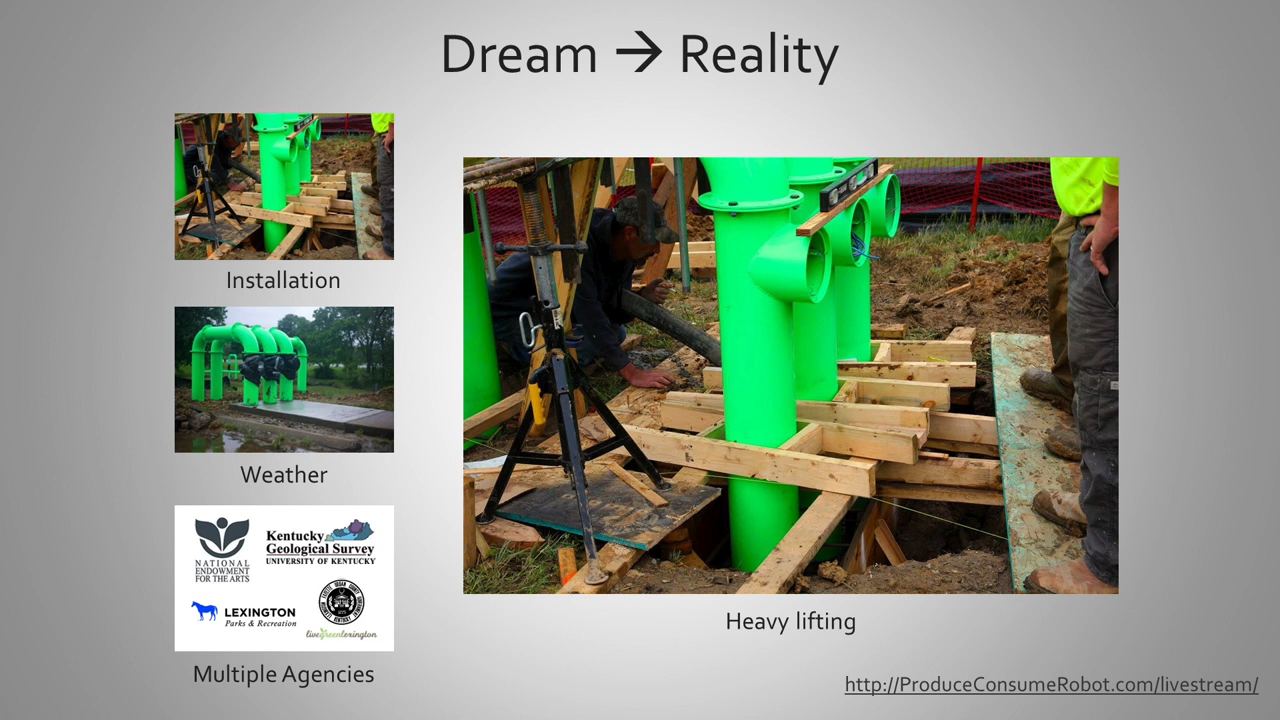 Dream → Reality
Installation
Weather
NATIONAL
ENDOWMENT
FOR THE ARTS
Kentucky
Geological Survey
UNIVERSITY OF KENTUCKY
LEXINGTON
Parks & Recreation
livegreenlexington
Multiple Agencies
Heavy lifting
http://ProduceConsumeRobot.com/livestream/